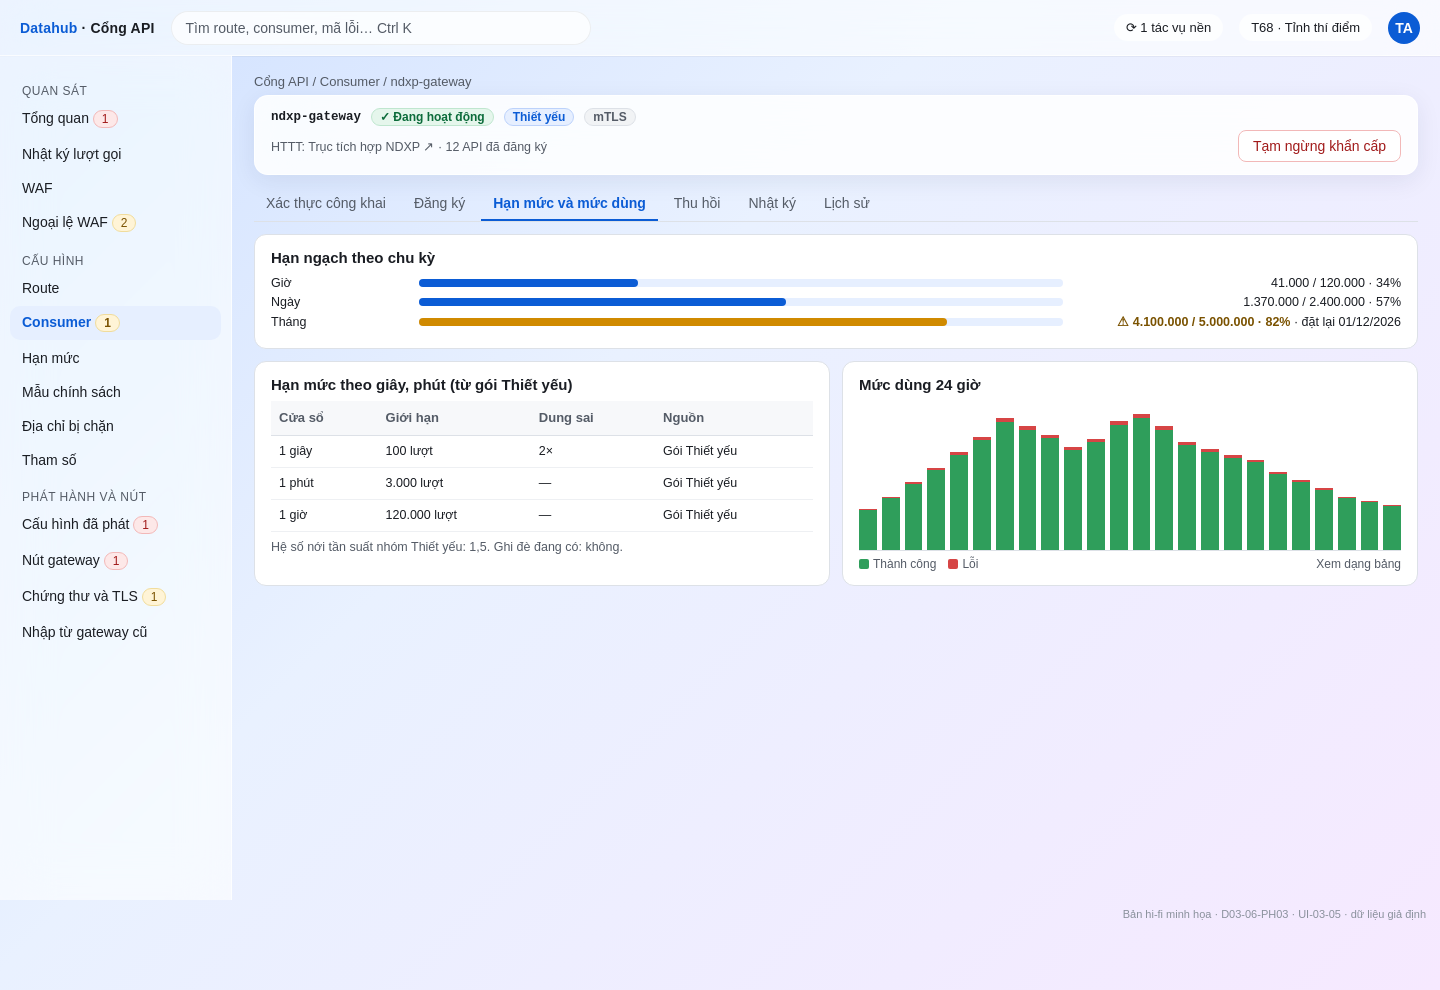 Datahub · Cổng API
Tìm route, consumer, mã lỗi… Ctrl K
⟳ 1 tác vụ nền
T68 · Tỉnh thí điểm
TA
QUAN SÁT
Tổng quan 1
Nhật ký lượt gọi
WAF
Ngoại lệ WAF 2
CẤU HÌNH
Route
Consumer 1
Hạn mức
Mẫu chính sách
Địa chỉ bị chặn
Tham số
PHÁT HÀNH VÀ NÚT
Cấu hình đã phát 1
Nút gateway 1
Chứng thư và TLS 1
Nhập từ gateway cũ
Cổng API / Consumer / ndxp-gateway
ndxp-gateway ✓ Đang hoạt động Thiết yếu mTLS
HTTT: Trục tích hợp NDXP ↗ · 12 API đã đăng ký
Tạm ngừng khẩn cấp
Xác thực công khai Đăng ký Hạn mức và mức dùng Thu hồi Nhật ký Lịch sử
Hạn ngạch theo chu kỳ
Giờ 41.000 / 120.000 · 34%
Ngày 1.370.000 / 2.400.000 · 57%
Tháng ⚠ 4.100.000 / 5.000.000 · 82% · đặt lại 01/12/2026
Hạn mức theo giây, phút (từ gói Thiết yếu)
Cửa sổ Giới hạn Dung sai Nguồn
1 giây 100 lượt 2× Gói Thiết yếu
1 phút 3.000 lượt — Gói Thiết yếu
1 giờ 120.000 lượt — Gói Thiết yếu
Hệ số nới tần suất nhóm Thiết yếu: 1,5. Ghi đè đang có: không.
Mức dùng 24 giờ
Thành công Lỗi Xem dạng bảng
Bản hi-fi minh họa · D03-06-PH03 · UI-03-05 · dữ liệu giả định